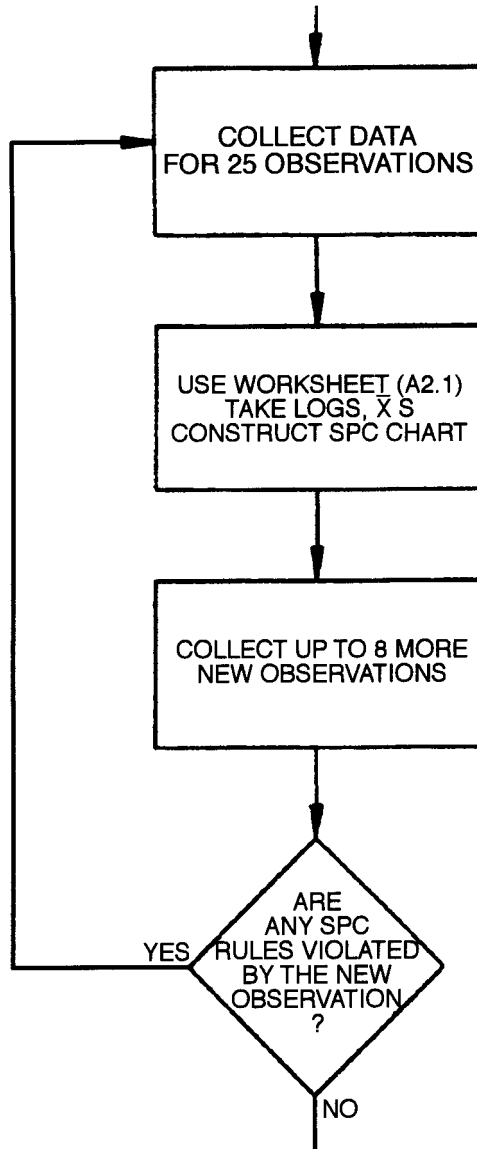 COLLECT DATA
FOR 25 OBSERVATIONS
USE WORKSHEET (A2.1)
TAKE LOGS, X̄ S
CONSTRUCT SPC CHART
COLLECT UP TO 8 MORE
NEW OBSERVATIONS
ARE
ANY SPC
YES RULES VIOLATED
BY THE NEW
OBSERVATION
?
NO